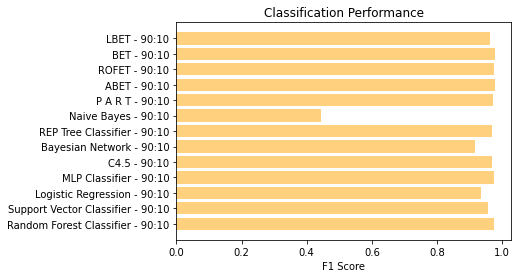 Classification Performance
LBET - 90:10
BET - 90:10
ROFET - 90:10
ABET - 90:10
P A R T - 90:10
Naive Bayes - 90:10
REP Tree Classifier - 90:10
Bayesian Network - 90:10
C4.5 - 90:10
MLP Classifier - 90:10
Logistic Regression - 90:10
Support Vector Classifier - 90:10
Random Forest Classifier - 90:10
0.0 0.2 0.4 0.6 0.8 1.0
F1 Score